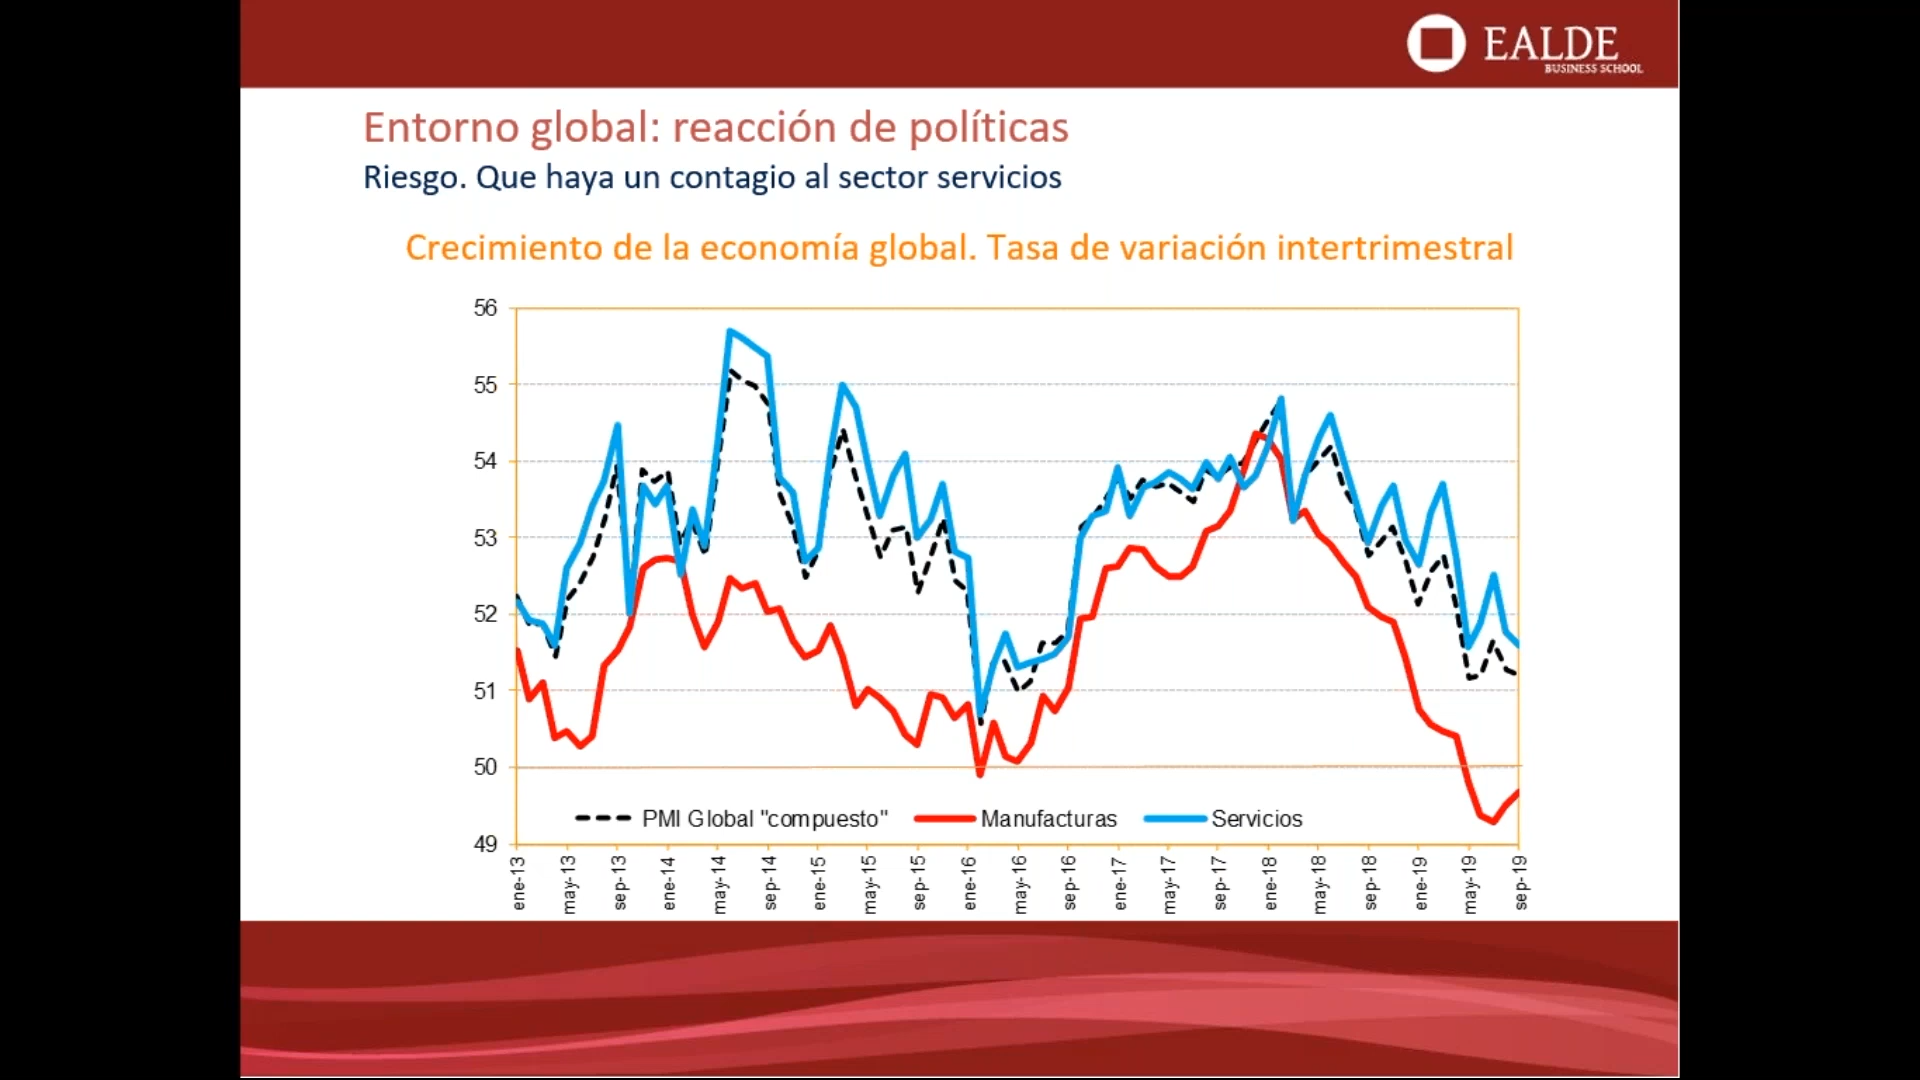 EALDE
BUSINESS SCHOOL
Entorno global: reacción de políticas
Riesgo. Que haya un contagio al sector servicios
Crecimiento de la economía global. Tasa de variación intertrimestral
56
55
54
53
52
51
50
49
PMI Global "compuesto" Manufacturas Servicios
ene-13 may-13 sep-13 ene-14 may-14 sep-14 ene-15 may-15 sep-15 ene-16 may-16 sep-16 ene-17 may-17 sep-17 ene-18 may-18 sep-18 ene-19 may-19 sep-19